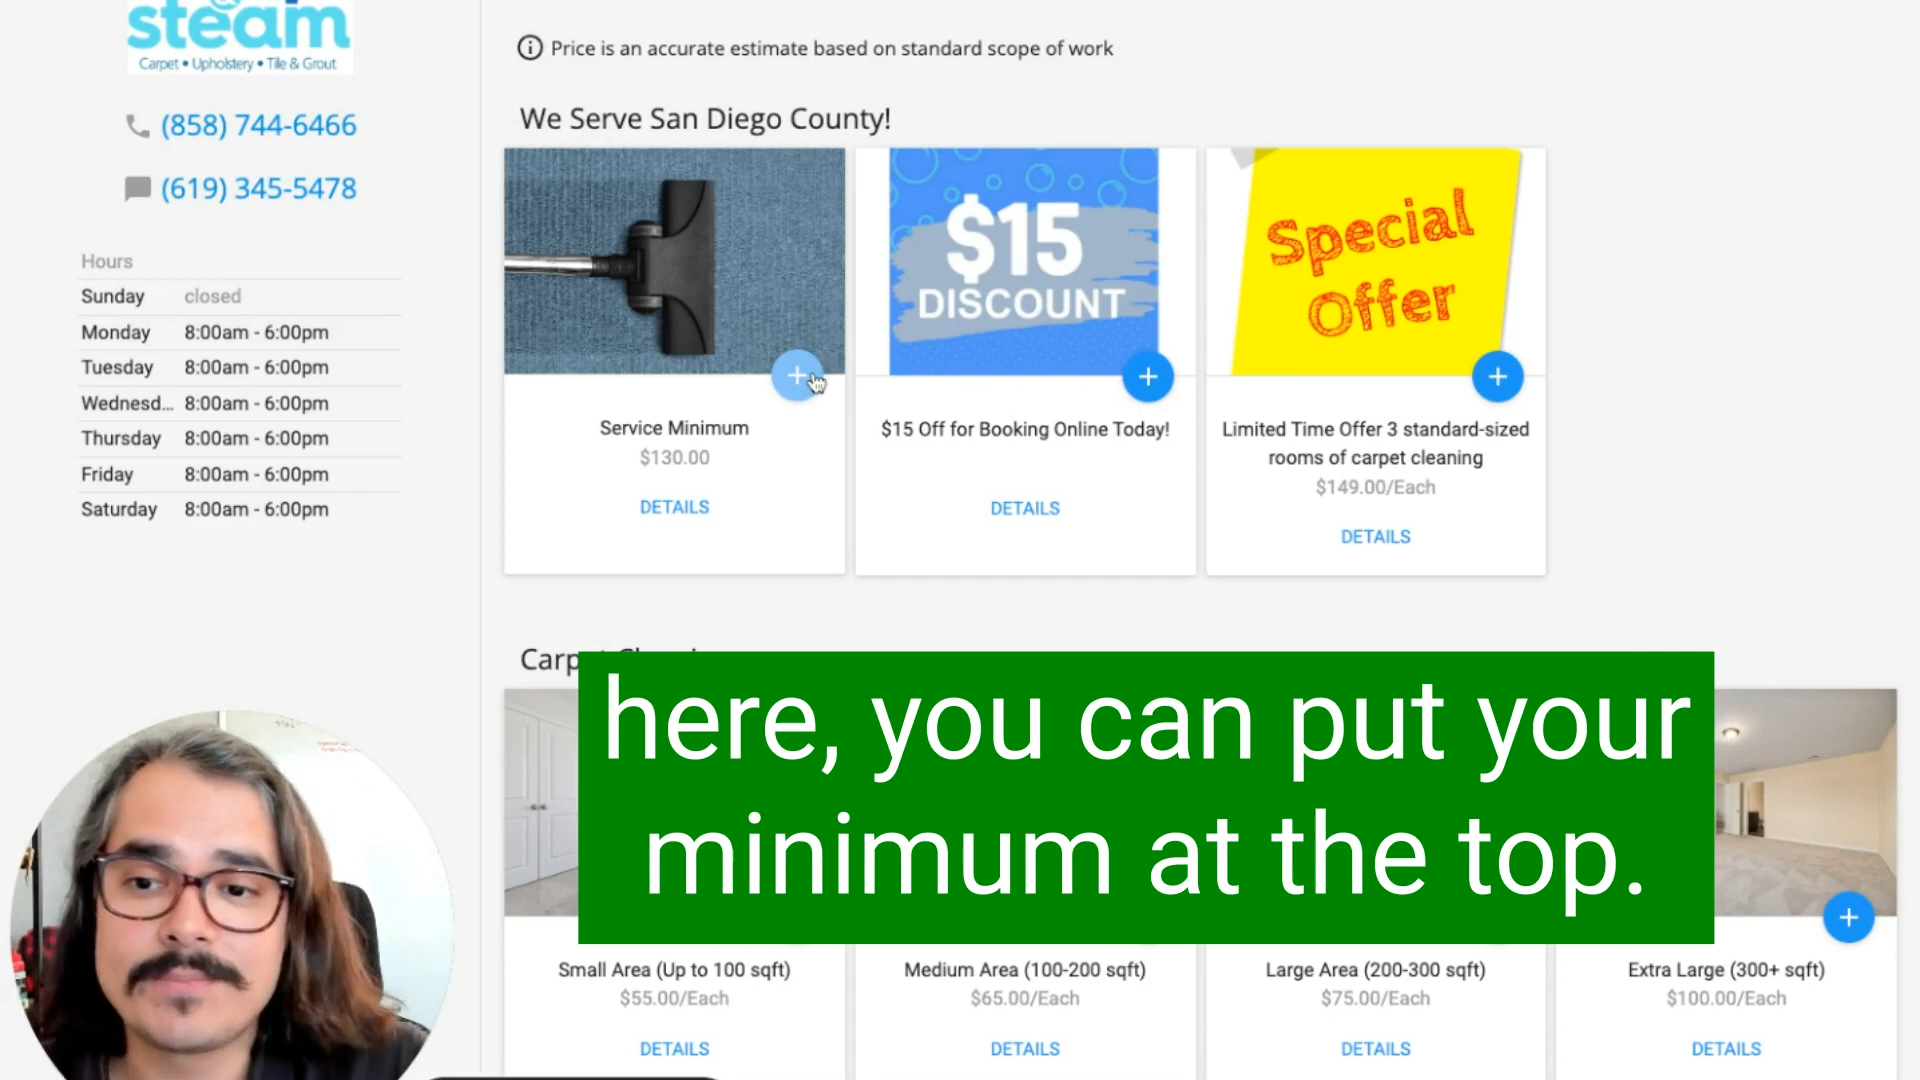 steam
Carpet • Upholstery • Tile & Grout
(858) 744-6466
(619) 345-5478
Hours
Sunday closed
Monday 8:00am - 6:00pm
Tuesday 8:00am - 6:00pm
Wednesd... 8:00am - 6:00pm
Thursday 8:00am - 6:00pm
Friday 8:00am - 6:00pm
Saturday 8:00am - 6:00pm
Price is an accurate estimate based on standard scope of work
We Serve San Diego County!
$15
DISCOUNT
Special
Offer
Service Minimum
$130.00
DETAILS
$15 Off for Booking Online Today!
DETAILS
Limited Time Offer 3 standard-sized
rooms of carpet cleaning
$149.00/Each
DETAILS
here, you can put your
minimum at the top.
Small Area (Up to 100 sqft)
$55.00/Each
DETAILS
Medium Area (100-200 sqft)
$65.00/Each
DETAILS
Large Area (200-300 sqft)
$75.00/Each
DETAILS
Extra Large (300+ sqft)
$100.00/Each
DETAILS